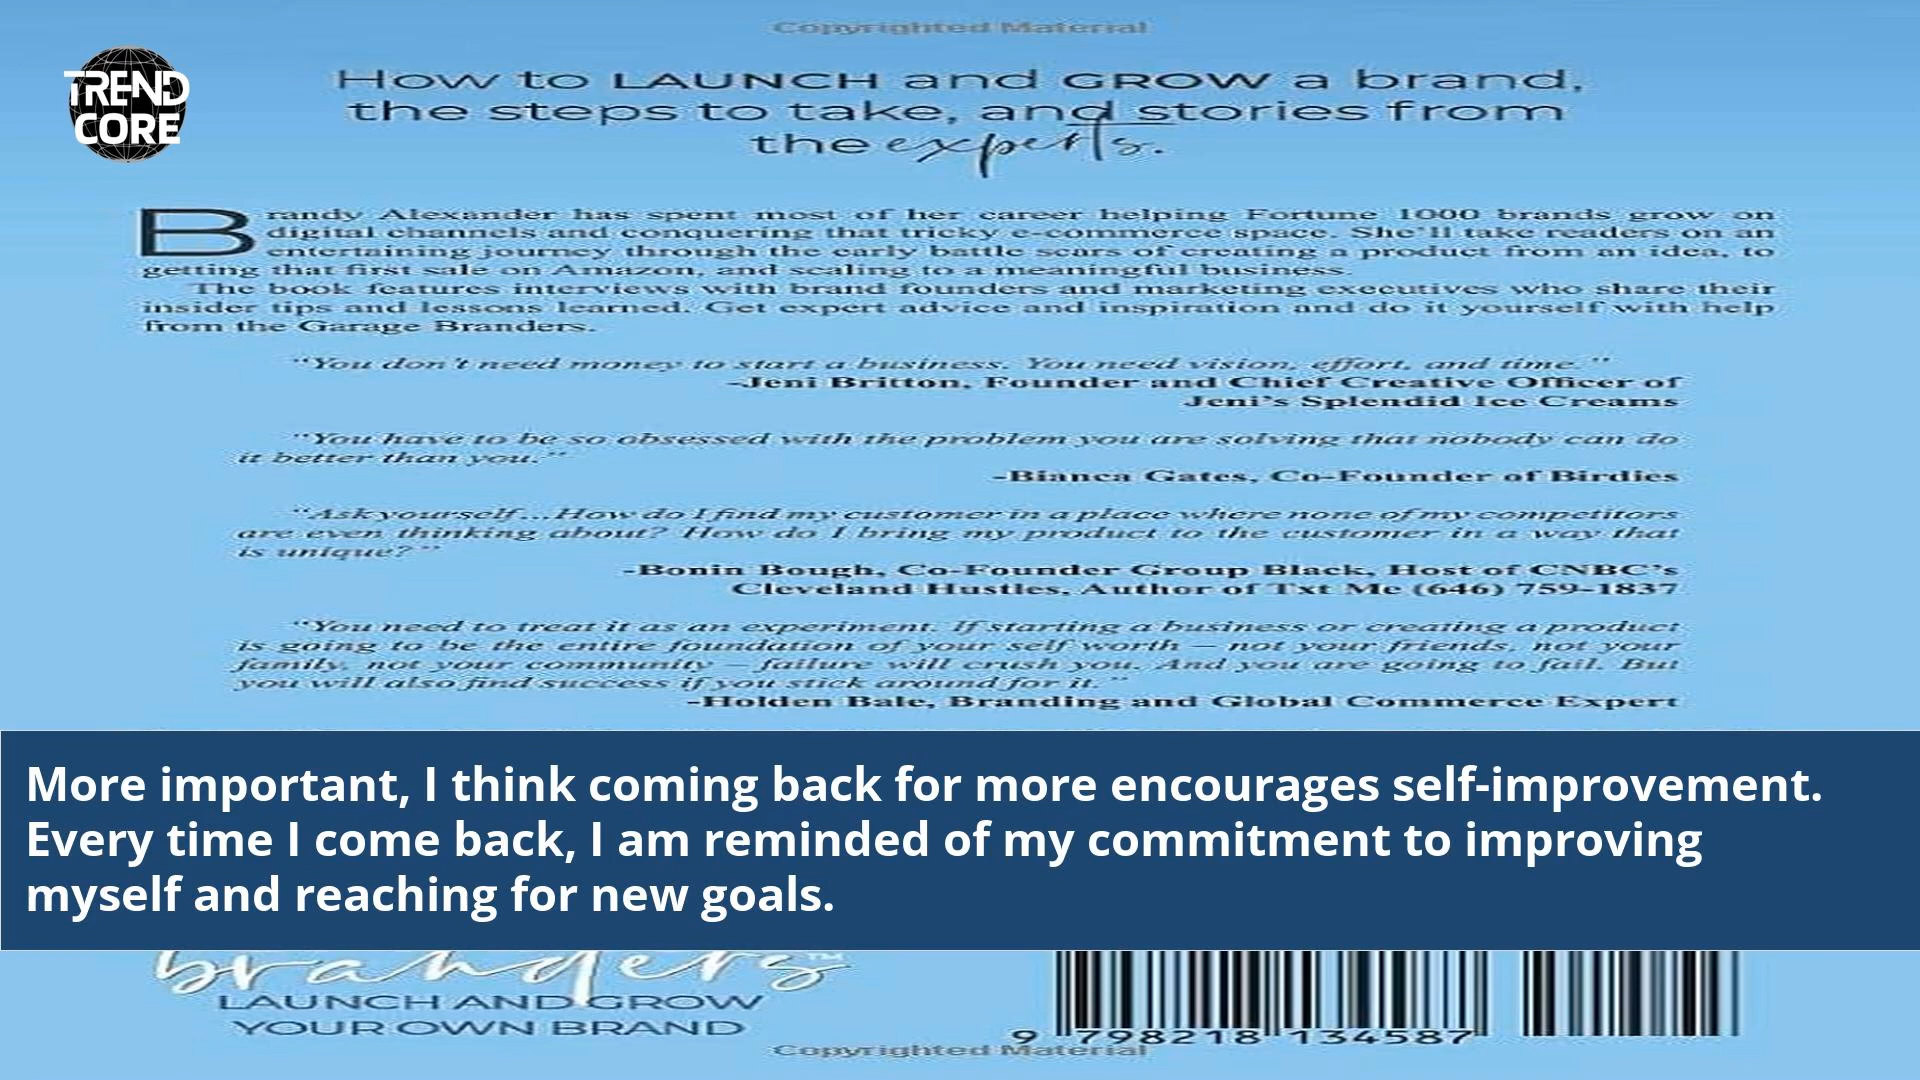 Copyrighted Material
TREND
CORE
How to LAUNCH and GROW a brand,
the steps to take, and stories from
the experts.
Brandy Alexander has spent most of her career helping Fortune 1000 brands grow on
digital channels and conquering that tricky e-commerce space. She'll take readers on an
entertaining journey through the early battle scars of creating a product from an idea, to
getting that first sale on Amazon, and scaling to a meaningful business.
The book features interviews with brand founders and marketing executives who share their
insider tips and lessons learned. Get expert advice and inspiration and do it yourself with help
from the Garage Branders.
"You don't need money to start a business. You need vision, effort, and time."
-Jeni Britton, Founder and Chief Creative Officer of
Jeni's Splendid Ice Creams
"You have to be so obsessed with the problem you are solving that nobody can do
it better than you."
-Bianca Gates, Co-Founder of Birdies
"Ask yourself...How do I find my customer in a place where none of my competitors
are even thinking about? How do I bring my product to the customer in a way that
is unique?"
-Bonin Bough, Co-Founder Group Black, Host of CNBC's
Cleveland Hustles, Author of Txt Me (646) 759-1837
"You need to treat it as an experiment. If starting a business or creating a product
is going to be the entire foundation of your self worth – not your friends, not your
family, not your community – failure will crush you. And you are going to fail. But
you will also find success if you stick around for it."
-Holden Bale, Branding and Global Commerce Expert
More important, I think coming back for more encourages self-improvement.
Every time I come back, I am reminded of my commitment to improving
myself and reaching for new goals.
branders™
LAUNCH AND GROW
YOUR OWN BRAND
9 798218 134587
Copyrighted Material